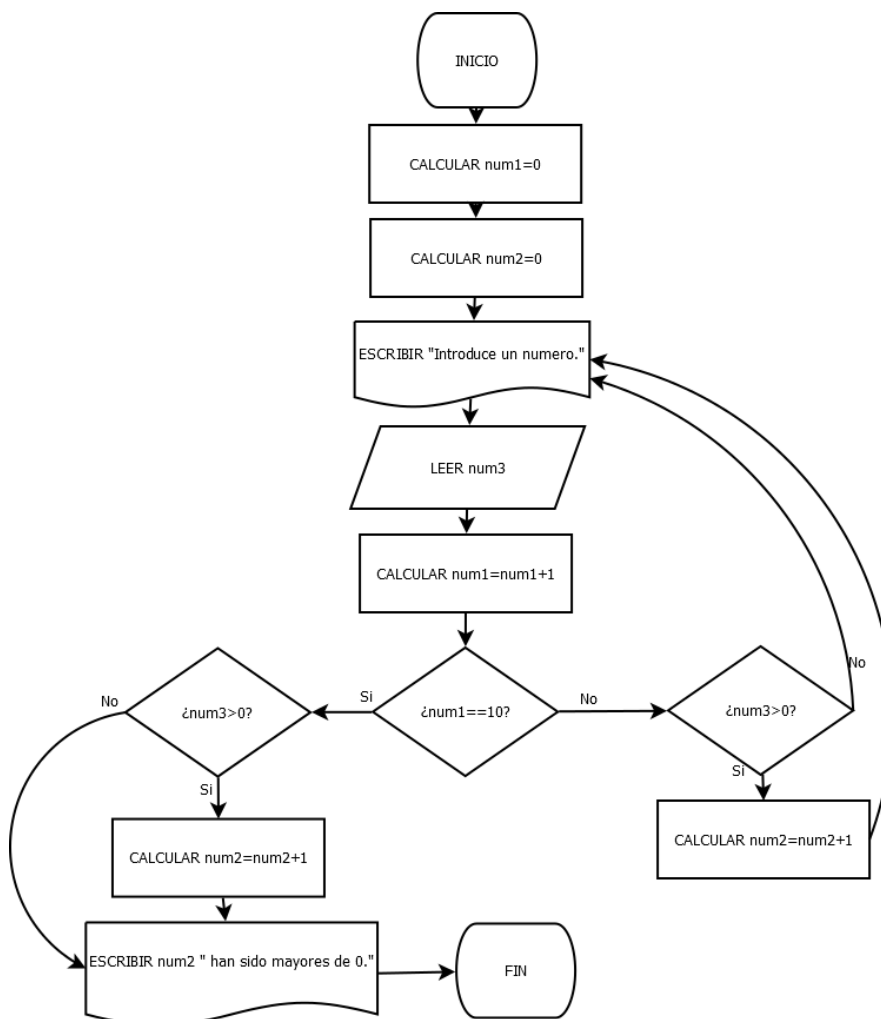 INICIO
CALCULAR num1=0
CALCULAR num2=0
ESCRIBIR "Introduce un numero."
LEER num3
CALCULAR num1=num1+1
¿num1==10?
Si
No
¿num3>0?
No
Si
CALCULAR num2=num2+1
¿num3>0?
No
Si
CALCULAR num2=num2+1
ESCRIBIR num2 " han sido mayores de 0."
FIN